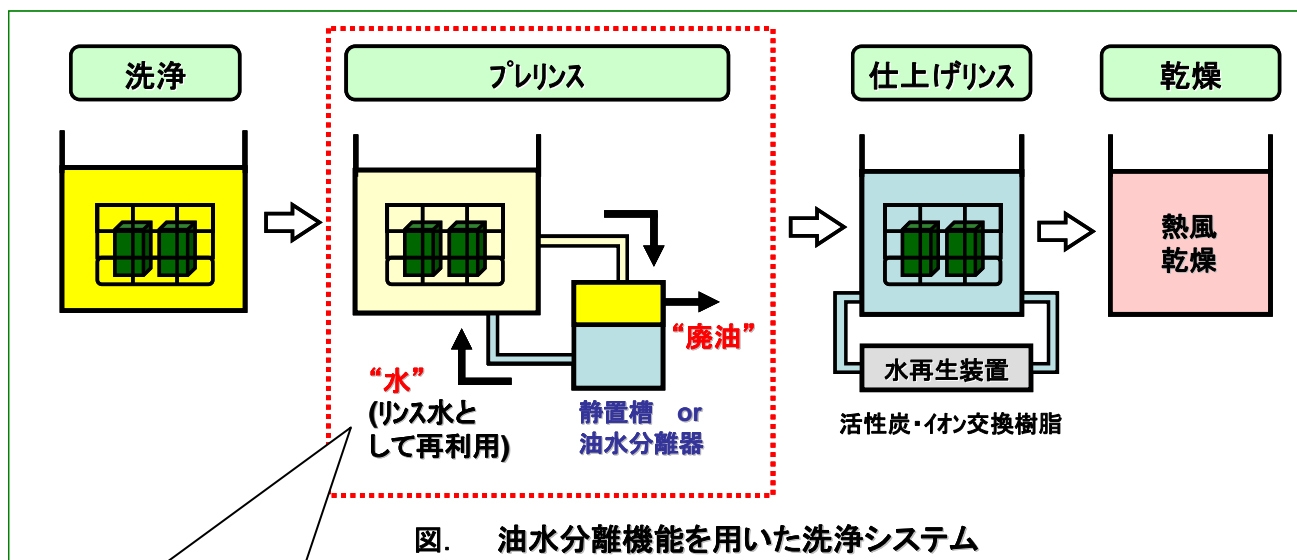 洗浄
プレリンス
仕上げリンス
乾燥
熱風
乾燥
“廃油”
“水”
(リンス水と
して再利用)
静置槽 or
油水分離器
水再生装置
活性炭・イオン交換樹脂
図. 油水分離機能を用いた洗浄システム